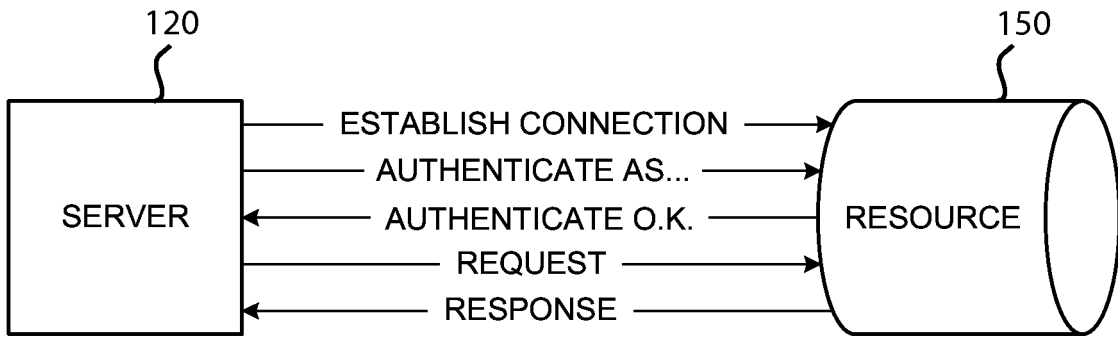 120
150
ESTABLISH CONNECTION
AUTHENTICATE AS...
SERVER
AUTHENTICATE O.K.
RESOURCE
REQUEST
RESPONSE